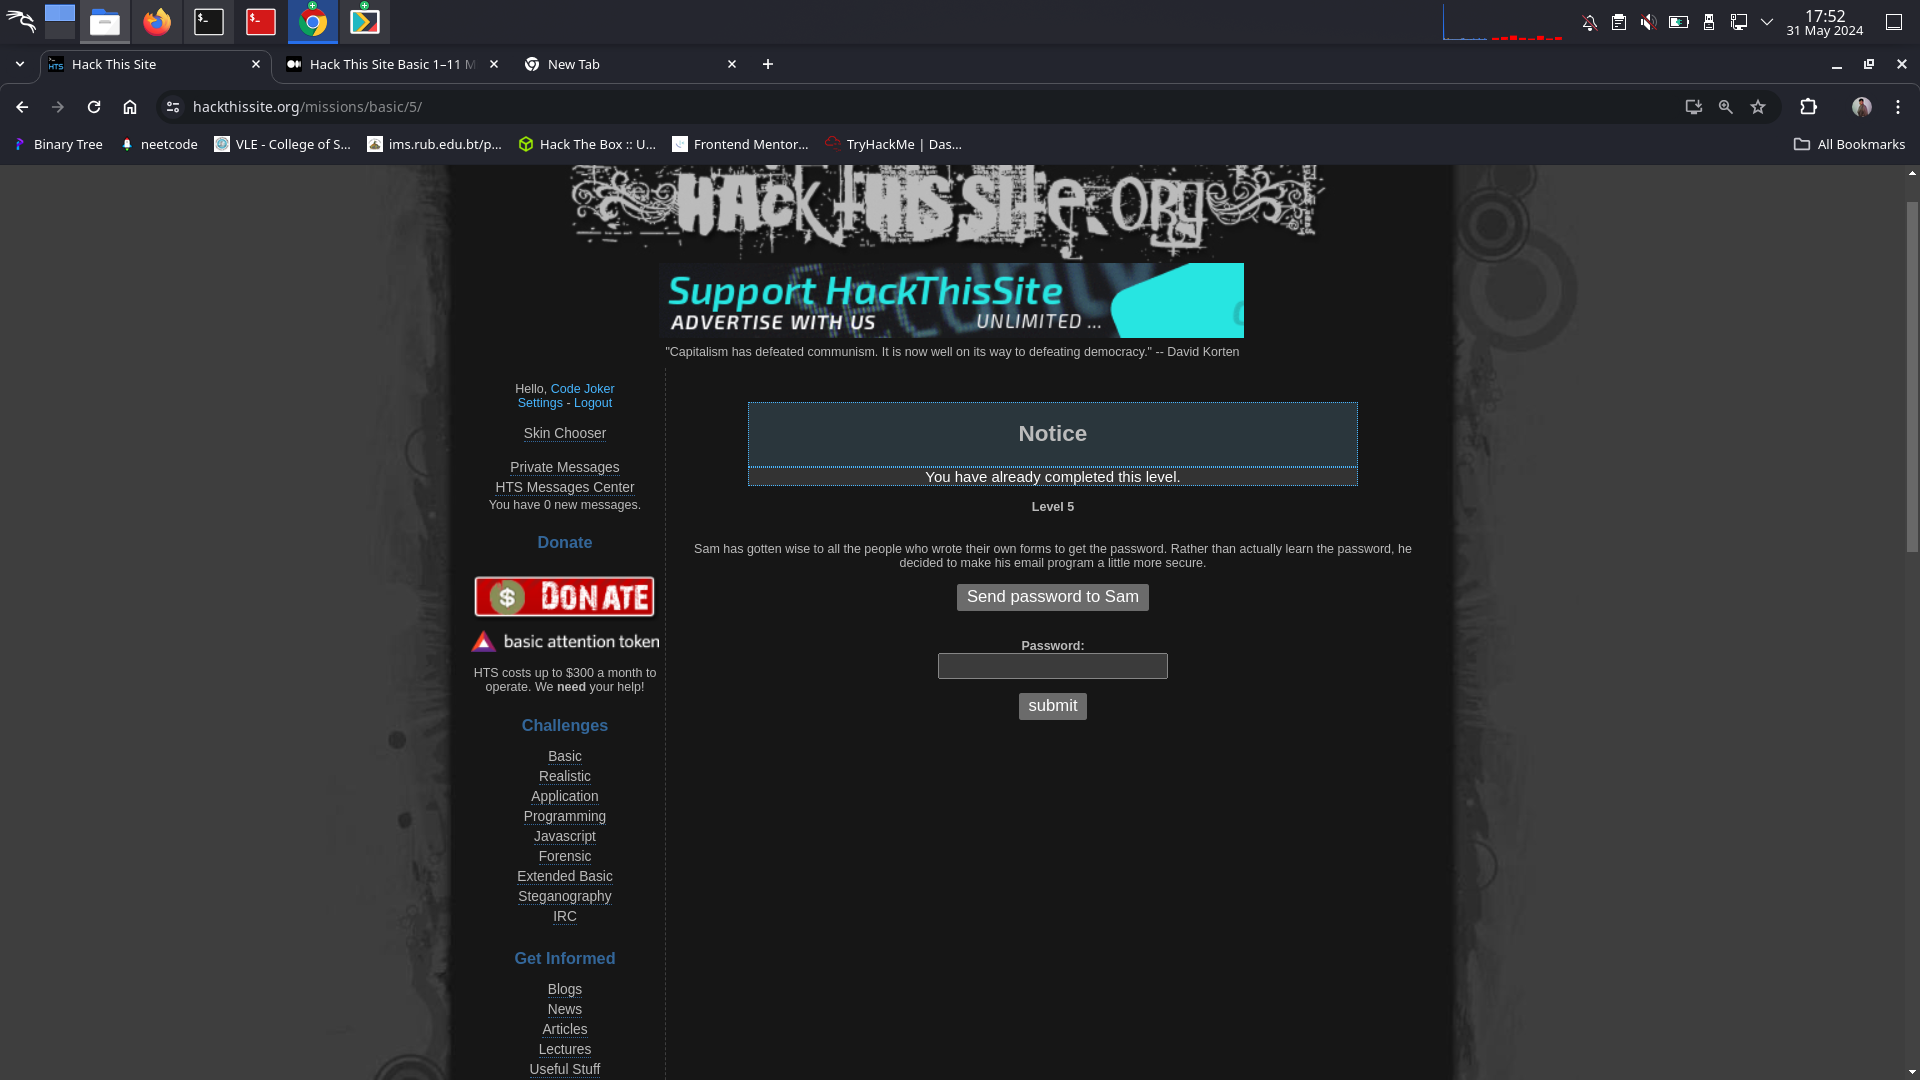 17:52
31 May 2024
Hack This Site
Hack This Site Basic 1–11 M
New Tab
hackthissite.org/missions/basic/5/
Binary Tree
neetcode
VLE - College of S...
ims.rub.edu.bt/p...
Hack The Box :: U...
Frontend Mentor...
TryHackMe | Das...
All Bookmarks
HAck THIS SITE.ORG
Support HackThisSite
ADVERTISE WITH US
UNLIMITED ...
"Capitalism has defeated communism. It is now well on its way to defeating democracy." -- David Korten
Hello, Code Joker
Settings - Logout
Skin Chooser
Private Messages
HTS Messages Center
You have 0 new messages.
Donate
DONATE
basic attention token
HTS costs up to $300 a month to
operate. We need your help!
Challenges
Basic
Realistic
Application
Programming
Javascript
Forensic
Extended Basic
Steganography
IRC
Get Informed
Blogs
News
Articles
Lectures
Useful Stuff
Notice
You have already completed this level.
Level 5
Sam has gotten wise to all the people who wrote their own forms to get the password. Rather than actually learn the password, he
decided to make his email program a little more secure.
Send password to Sam
Password:
submit